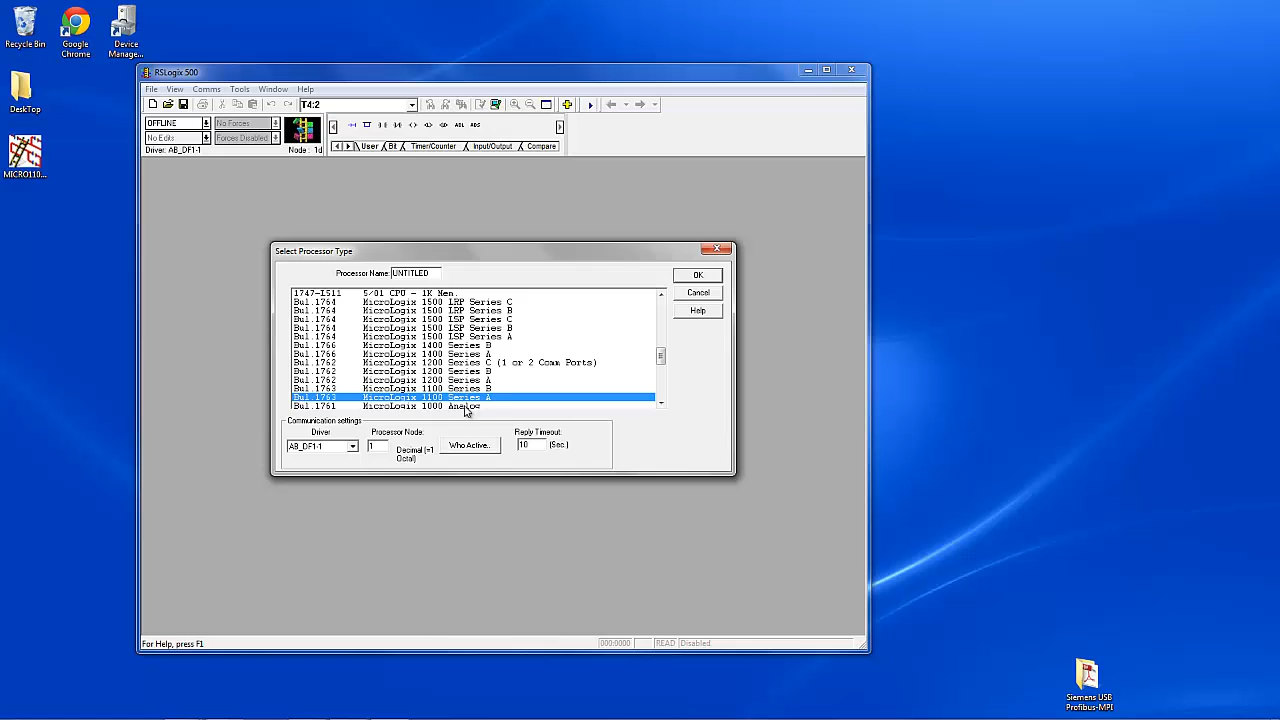 Recycle Bin
Google Chrome
Device Manage...
DeskTop
MICRO110...
RSLogix 500
File View Comms Tools Window Help
T4:2
OFFLINE No Forces
No Edits Forces Disabled
Driver: AB_DF1-1 Node : 1d
ABL ABS
User Bit Timer/Counter Input/Output Compare
Select Processor Type
Processor Name: UNTITLED
OK
Cancel
Help
1747-L511 5/01 CPU - 1K Mem.
Bul.1764 MicroLogix 1500 LRP Series C
Bul.1764 MicroLogix 1500 LRP Series B
Bul.1764 MicroLogix 1500 LSP Series C
Bul.1764 MicroLogix 1500 LSP Series B
Bul.1764 MicroLogix 1500 LSP Series A
Bul.1766 MicroLogix 1400 Series B
Bul.1766 MicroLogix 1400 Series A
Bul.1762 MicroLogix 1200 Series C (1 or 2 Comm Ports)
Bul.1762 MicroLogix 1200 Series B
Bul.1762 MicroLogix 1200 Series A
Bul.1763 MicroLogix 1100 Series B
Bul.1763 MicroLogix 1100 Series A
Bul.1761 MicroLogix 1000 Analog
Communication settings
Driver Processor Node: Reply Timeout:
AB_DF1-1 1 Decimal (=1 Octal) Who Active.. 10 (Sec.)
For Help, press F1
000:0000 READ Disabled
Siemens USB Profibus-MPI